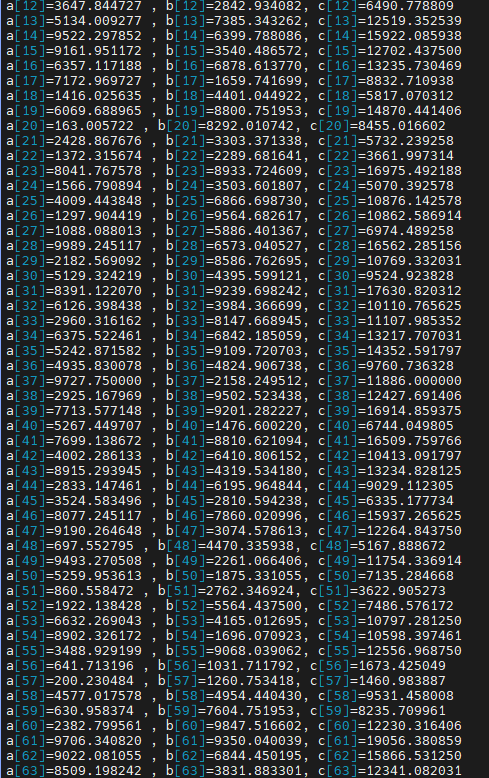 a[12]=3647.844727 , b[12]=2842.934082, c[12]=6490.778809
a[13]=5134.009277 , b[13]=7385.343262, c[13]=12519.352539
a[14]=9522.297852 , b[14]=6399.788086, c[14]=15922.085938
a[15]=9161.951172 , b[15]=3540.486572, c[15]=12702.437500
a[16]=6357.117188 , b[16]=6878.613770, c[16]=13235.730469
a[17]=7172.969727 , b[17]=1659.741699, c[17]=8832.710938
a[18]=1416.025635 , b[18]=4401.044922, c[18]=5817.070312
a[19]=6069.688965 , b[19]=8800.751953, c[19]=14870.441406
a[20]=163.005722 , b[20]=8292.010742, c[20]=8455.016602
a[21]=2428.867676 , b[21]=3303.371338, c[21]=5732.239258
a[22]=1372.315674 , b[22]=2289.681641, c[22]=3661.997314
a[23]=8041.767578 , b[23]=8933.724609, c[23]=16975.492188
a[24]=1566.790894 , b[24]=3503.601807, c[24]=5070.392578
a[25]=4009.443848 , b[25]=6866.698730, c[25]=10876.142578
a[26]=1297.904419 , b[26]=9564.682617, c[26]=10862.586914
a[27]=1088.088013 , b[27]=5886.401367, c[27]=6974.489258
a[28]=9989.245117 , b[28]=6573.040527, c[28]=16562.285156
a[29]=2182.569092 , b[29]=8586.762695, c[29]=10769.332031
a[30]=5129.324219 , b[30]=4395.599121, c[30]=9524.923828
a[31]=8391.122070 , b[31]=9239.698242, c[31]=17630.820312
a[32]=6126.398438 , b[32]=3984.366699, c[32]=10110.765625
a[33]=2960.316162 , b[33]=8147.668945, c[33]=11107.985352
a[34]=6375.522461 , b[34]=6842.185059, c[34]=13217.707031
a[35]=5242.871582 , b[35]=9109.720703, c[35]=14352.591797
a[36]=4935.830078 , b[36]=4824.906738, c[36]=9760.736328
a[37]=9727.750000 , b[37]=2158.249512, c[37]=11886.000000
a[38]=2925.167969 , b[38]=9502.523438, c[38]=12427.691406
a[39]=7713.577148 , b[39]=9201.282227, c[39]=16914.859375
a[40]=5267.449707 , b[40]=1476.600220, c[40]=6744.049805
a[41]=7699.138672 , b[41]=8810.621094, c[41]=16509.759766
a[42]=4002.286133 , b[42]=6410.806152, c[42]=10413.091797
a[43]=8915.293945 , b[43]=4319.534180, c[43]=13234.828125
a[44]=2833.147461 , b[44]=6195.964844, c[44]=9029.112305
a[45]=3524.583496 , b[45]=2810.594238, c[45]=6335.177734
a[46]=8077.245117 , b[46]=7860.020996, c[46]=15937.265625
a[47]=9190.264648 , b[47]=3074.578613, c[47]=12264.843750
a[48]=697.552795 , b[48]=4470.335938, c[48]=5167.888672
a[49]=9493.270508 , b[49]=2261.066406, c[49]=11754.336914
a[50]=5259.953613 , b[50]=1875.331055, c[50]=7135.284668
a[51]=860.558472 , b[51]=2762.346924, c[51]=3622.905273
a[52]=1922.138428 , b[52]=5564.437500, c[52]=7486.576172
a[53]=6632.269043 , b[53]=4165.012695, c[53]=10797.281250
a[54]=8902.326172 , b[54]=1696.070923, c[54]=10598.397461
a[55]=3488.929199 , b[55]=9068.039062, c[55]=12556.968750
a[56]=641.713196 , b[56]=1031.711792, c[56]=1673.425049
a[57]=200.230484 , b[57]=1260.753418, c[57]=1460.983887
a[58]=4577.017578 , b[58]=4954.440430, c[58]=9531.458008
a[59]=630.958374 , b[59]=7604.751953, c[59]=8235.709961
a[60]=2382.799561 , b[60]=9847.516602, c[60]=12230.316406
a[61]=9706.340820 , b[61]=9350.040039, c[61]=19056.380859
a[62]=9022.081055 , b[62]=6844.450195, c[62]=15866.531250
a[63]=8509.198242 , b[63]=3831.883301, c[63]=12341.082031